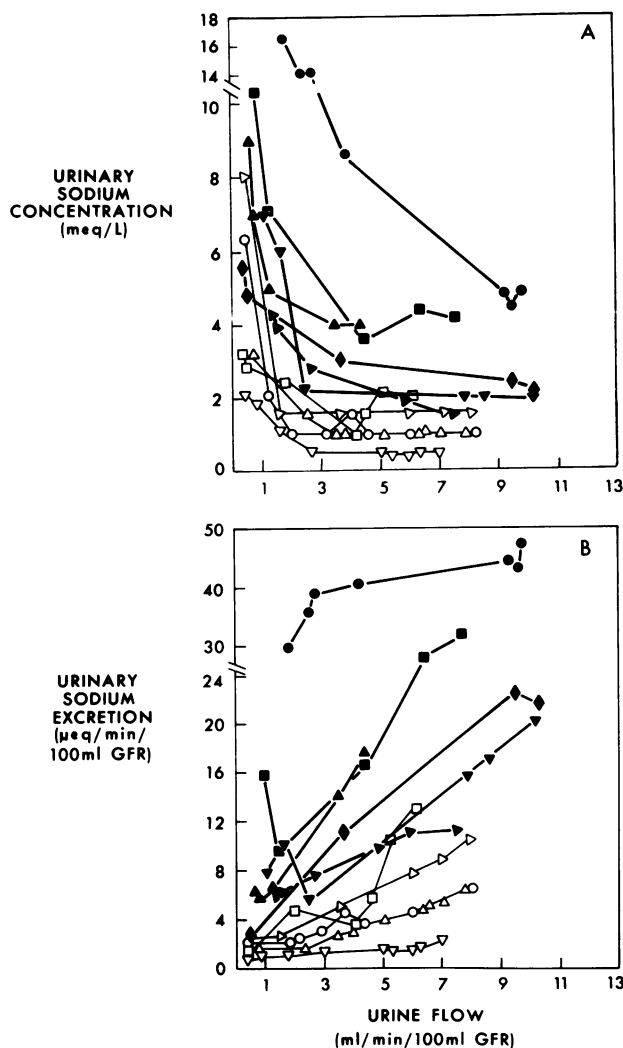 A
18
16
14
10
8
6
4
2
0
URINARY
SODIUM
CONCENTRATION
(meq/L)
1 3 5 7 9 11 13
B
50
40
30
24
20
16
12
8
4
0
URINARY
SODIUM
EXCRETION
(μeq/min/
100ml GFR)
1 3 5 7 9 11 13
URINE FLOW
(ml/min/100ml GFR)